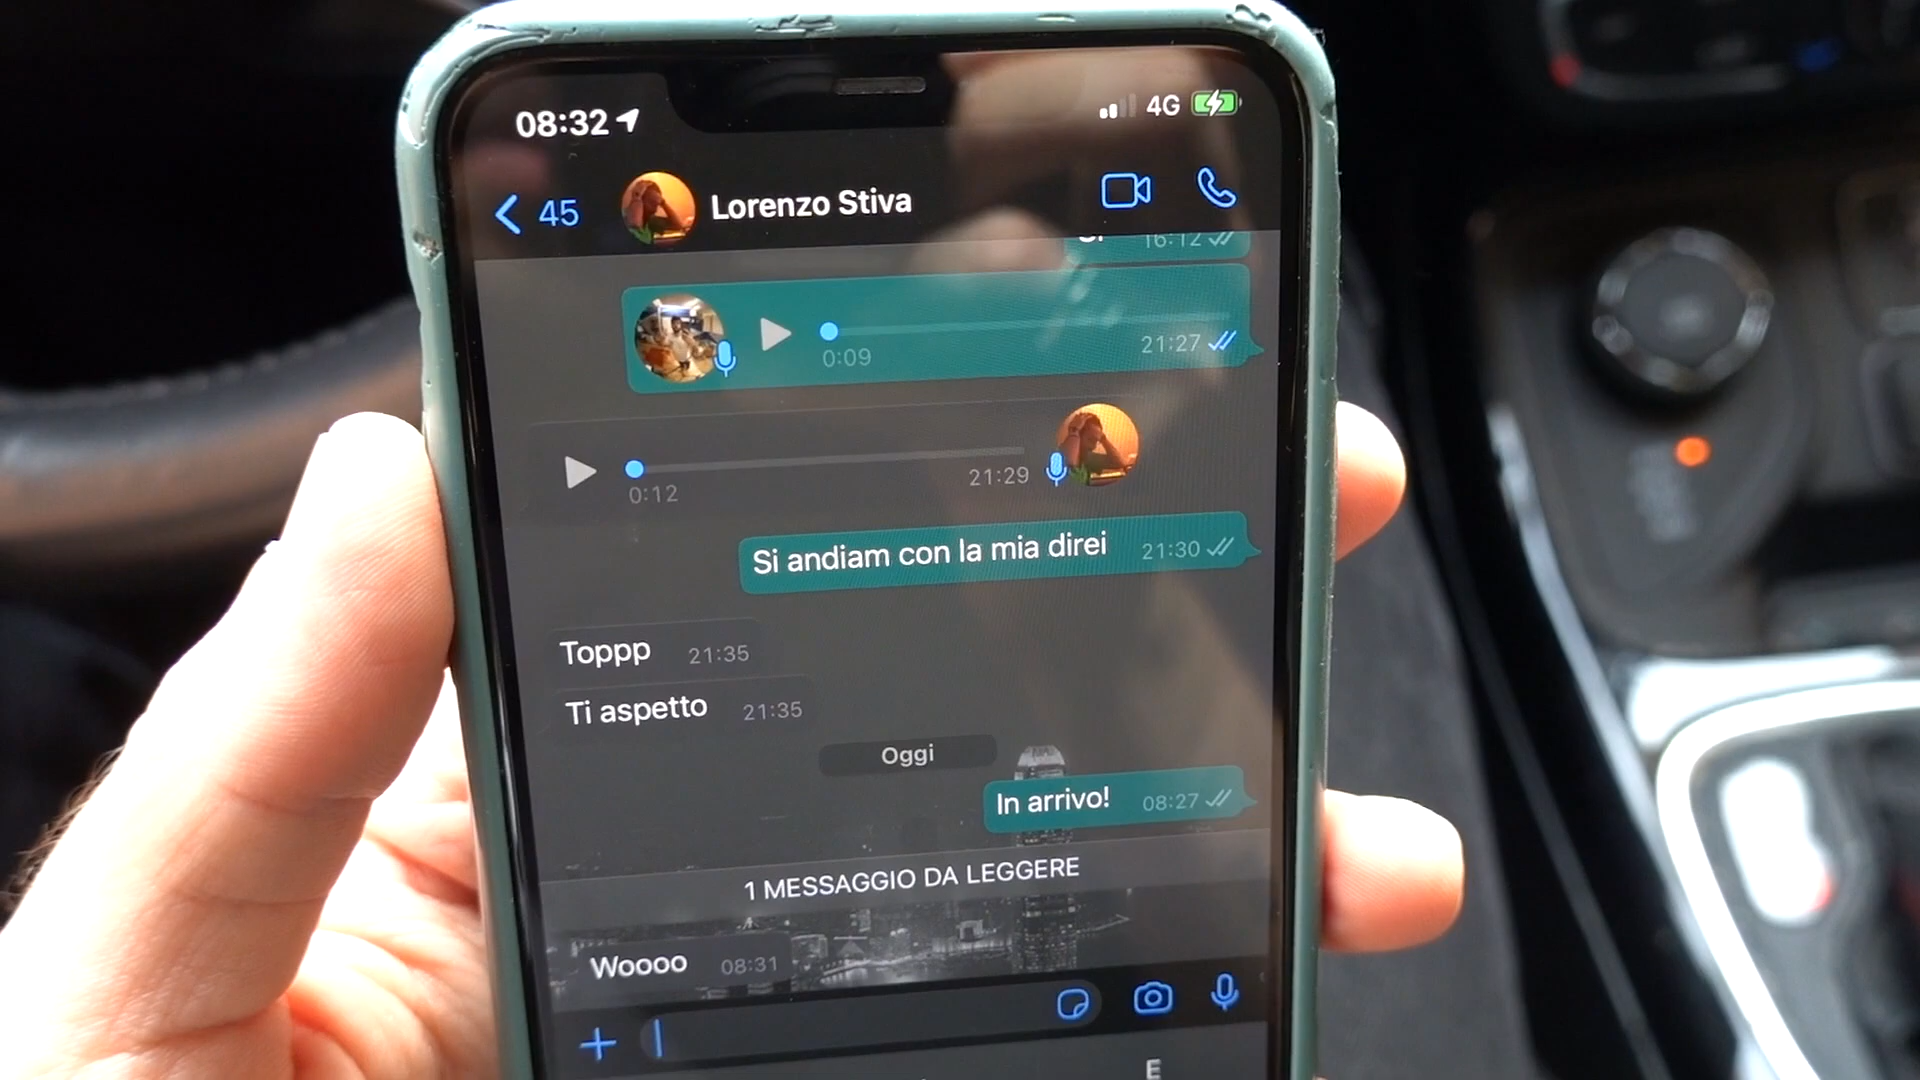 08:32
4G
45
Lorenzo Stiva
16:12
0:09
21:27
0:12
21:29
Si andiam con la mia direi 21:30
Toppp 21:35
Ti aspetto 21:35
Oggi
In arrivo! 08:27
1 MESSAGGIO DA LEGGERE
Woooo 08:31
E